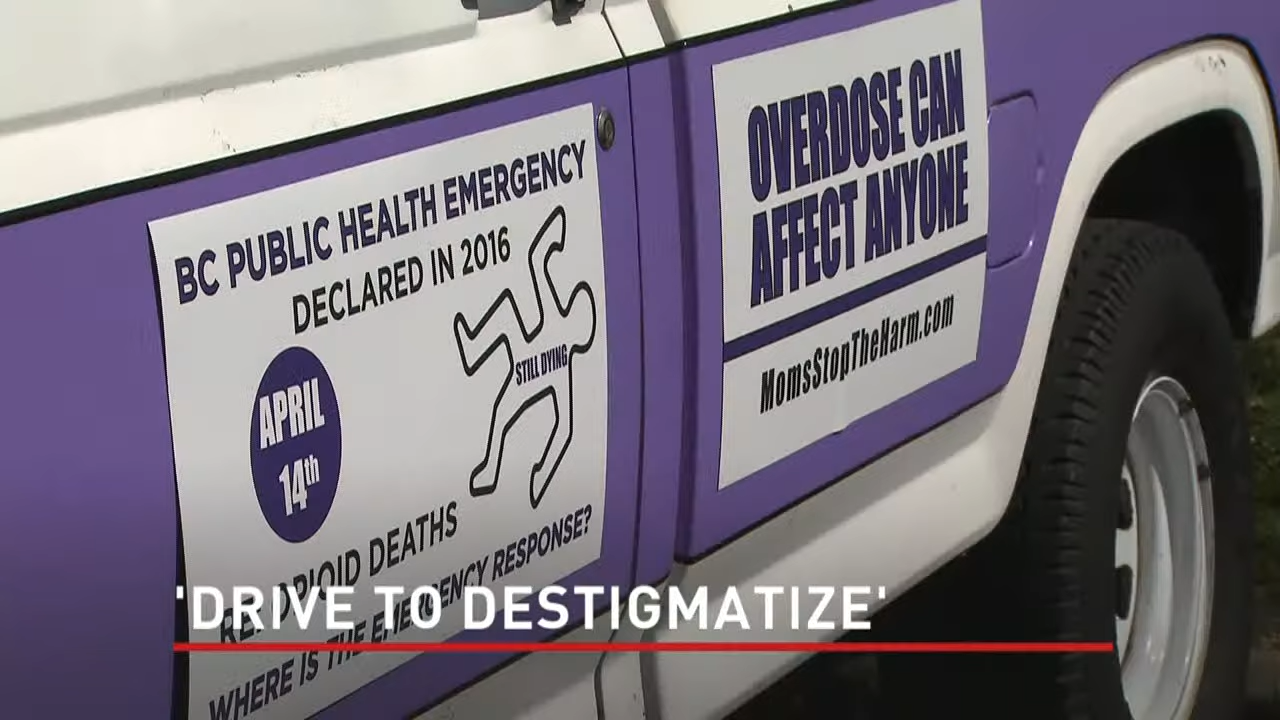 BC PUBLIC HEALTH EMERGENCY
DECLARED IN 2016
STILL DYING
APRIL
14th
RE: OPIOID DEATHS
WHERE IS THE EMERGENCY RESPONSE?
OVERDOSE CAN
AFFECT ANYONE
MomsStopTheHarm.com
'DRIVE TO DESTIGMATIZE'